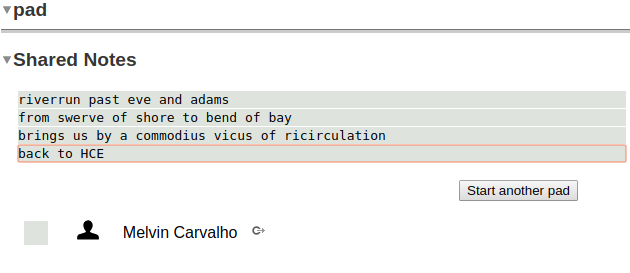 pad
Shared Notes
riverrun past eve and adams
from swerve of shore to bend of bay
brings us by a commodius vicus of ricirculation
back to HCE
Start another pad
Melvin Carvalho